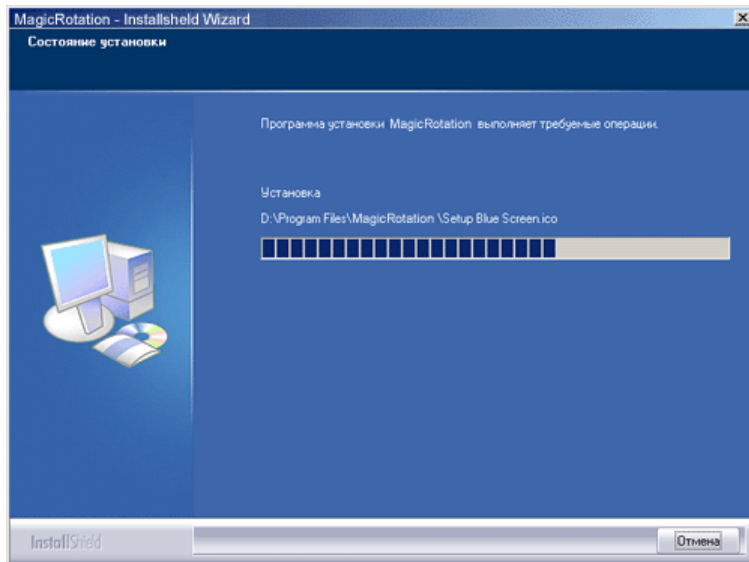 MagicRotation - Installsheld Wizard
Состояние установки
Программа установки MagicRotation выполняет требуемые операции.
Установка
D:\Program Files\MagicRotation \Setup Blue Screen.ico
InstallShield
Отмена